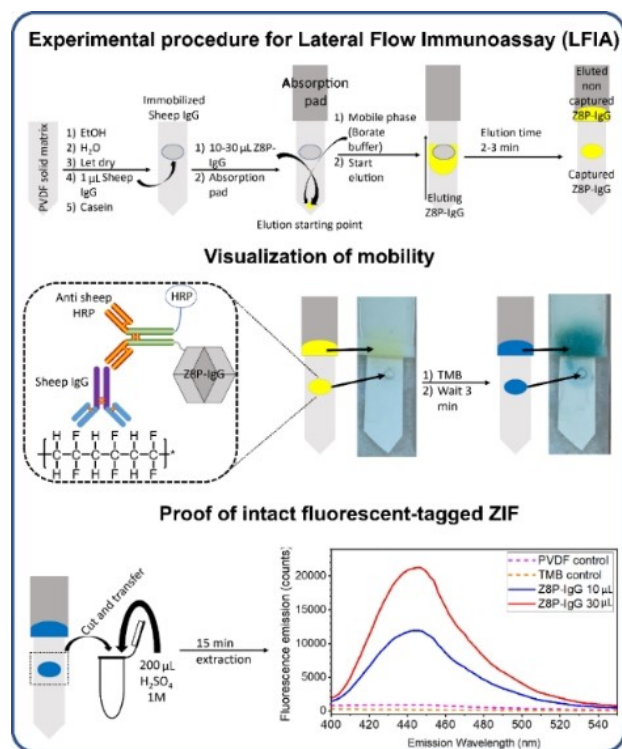 Experimental procedure for Lateral Flow Immunoassay (LFIA)
PVDF solid matrix
1) EtOH
2) H₂O
3) Let dry
4) 1 µL Sheep
IgG
5) Casein
Immobilized
Sheep IgG
1) 10-30 µL Z8P-
IgG
2) Absorption
pad
Absorption
pad
Elution starting point
1) Mobile phase
(Borate
buffer)
2) Start
elution
Eluting
Z8P-IgG
Elution time
2-3 min
Eluted non
captured
Z8P-IgG
Captured
Z8P-IgG
Visualization of mobility
Anti sheep
HRP
HRP
Z8P-IgG
Sheep IgG
H F H F H F
C C C C C C
H F H F H F
*
1) TMB
2) Wait 3
min
Proof of intact fluorescent-tagged ZIF
Cut and transfer
200 µL
H₂SO₄
1M
15 min
extraction
Fluorescence emission (counts)
20000
15000
10000
5000
0
PVDF control
TMB control
Z8P-IgG 10 µL
Z8P-IgG 30 µL
400 420 440 460 480 500 520 540
Emission Wavelength (nm)